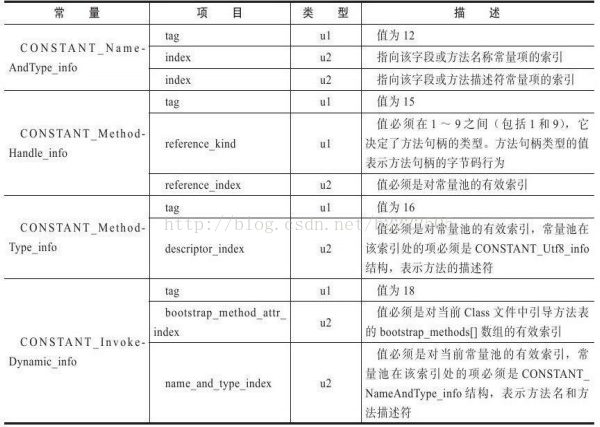 常 量 项 目 类 型 描 述
CONSTANT_Name-
AndType_info
tag u1 值为 12
index u2 指向该字段或方法名称常量项的索引
index u2 指向该字段或方法描述符常量项的索引
CONSTANT_Method-
Handle_info
tag u1 值为 15
reference_kind u1 值必须在 1 ~ 9 之间（包括 1 和 9），它
决定了方法句柄的类型。方法句柄类型的值
表示方法句柄的字节码行为
reference_index u2 值必须是对常量池的有效索引
CONSTANT_Method-
Type_info
tag u1 值为 16
descriptor_index u2 值必须是对常量池的有效索引，常量池在
该索引处的项必须是 CONSTANT_Utf8_info
结构，表示方法的描述符
CONSTANT_Invoke-
Dynamic_info
tag u1 值为 18
bootstrap_method_attr_
index u2 值必须是对当前 Class 文件中引导方法表
的 bootstrap_methods[] 数组的有效索引
name_and_type_index u2 值必须是对当前常量池的有效索引，常
量池在该索引处的项必须是 CONSTANT_
NameAndType_info 结构，表示方法名和方
法描述符